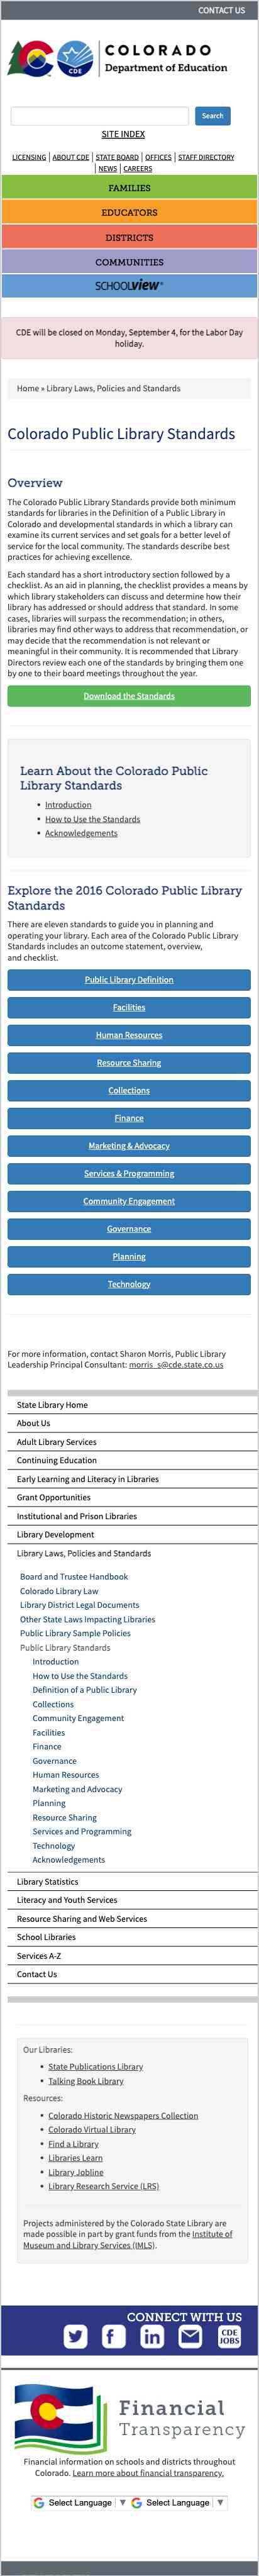 CONTACT US
COLORADO
Department of Education
CDE
Search
SITE INDEX
LICENSING | ABOUT CDE | STATE BOARD | OFFICES | STAFF DIRECTORY
| NEWS | CAREERS
FAMILIES
EDUCATORS
DISTRICTS
COMMUNITIES
SCHOOLVIEW®
CDE will be closed on Monday, September 4, for the Labor Day
holiday.
Home » Library Laws, Policies and Standards
Colorado Public Library Standards
Overview
The Colorado Public Library Standards provide both minimum
standards for libraries in the Definition of a Public Library in
Colorado and developmental standards in which a library can
examine its current services and set goals for a better level of
service for the local community. The standards describe best
practices for achieving excellence.
Each standard has a short introductory section followed by a
checklist. As an aid in planning, the checklist provides a means by
which library stakeholders can discuss and determine how their
library has addressed or should address that standard. In some
cases, libraries will surpass the recommendation; in others,
libraries may find other ways to address that recommendation, or
may decide that the recommendation is not relevant or
meaningful in their community. It is recommended that Library
Directors review each one of the standards by bringing them one
by one to their board meetings throughout the year.
Download the Standards
Learn About the Colorado Public
Library Standards
• Introduction
• How to Use the Standards
• Acknowledgements
Explore the 2016 Colorado Public Library
Standards
There are eleven standards to guide you in planning and
operating your library. Each area of the Colorado Public Library
Standards includes an outcome statement, overview,
and checklist.
Public Library Definition
Facilities
Human Resources
Resource Sharing
Collections
Finance
Marketing & Advocacy
Services & Programming
Community Engagement
Governance
Planning
Technology
For more information, contact Sharon Morris, Public Library
Leadership Principal Consultant: morris_s@cde.state.co.us
State Library Home
About Us
Adult Library Services
Continuing Education
Early Learning and Literacy in Libraries
Grant Opportunities
Institutional and Prison Libraries
Library Development
Library Laws, Policies and Standards
Board and Trustee Handbook
Colorado Library Law
Library District Legal Documents
Other State Laws Impacting Libraries
Public Library Sample Policies
Public Library Standards
Introduction
How to Use the Standards
Definition of a Public Library
Collections
Community Engagement
Facilities
Finance
Governance
Human Resources
Marketing and Advocacy
Planning
Resource Sharing
Services and Programming
Technology
Acknowledgements
Library Statistics
Literacy and Youth Services
Resource Sharing and Web Services
School Libraries
Services A-Z
Contact Us
Our Libraries:
• State Publications Library
• Talking Book Library
Resources:
• Colorado Historic Newspapers Collection
• Colorado Virtual Library
• Find a Library
• Libraries Learn
• Library Jobline
• Library Research Service (LRS)
Projects administered by the Colorado State Library are
made possible in part by grant funds from the Institute of
Museum and Library Services (IMLS).
CONNECT WITH US
CDE
JOBS
Financial
Transparency
Financial information on schools and districts throughout
Colorado. Learn more about financial transparency.
Select Language | ▼ Select Language | ▼